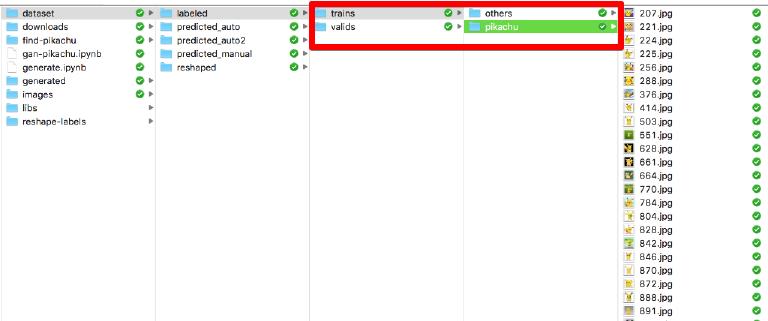 dataset
downloads
find-pikachu
gan-pikachu.ipynb
generate.ipynb
generated
images
libs
reshape-labels
labeled
predicted_auto
predicted_auto2
predicted_manual
reshaped
trains
valids
others
pikachu
207.jpg
221.jpg
224.jpg
225.jpg
256.jpg
288.jpg
376.jpg
414.jpg
503.jpg
551.jpg
628.jpg
661.jpg
664.jpg
770.jpg
784.jpg
804.jpg
828.jpg
842.jpg
846.jpg
870.jpg
872.jpg
888.jpg
891.jpg